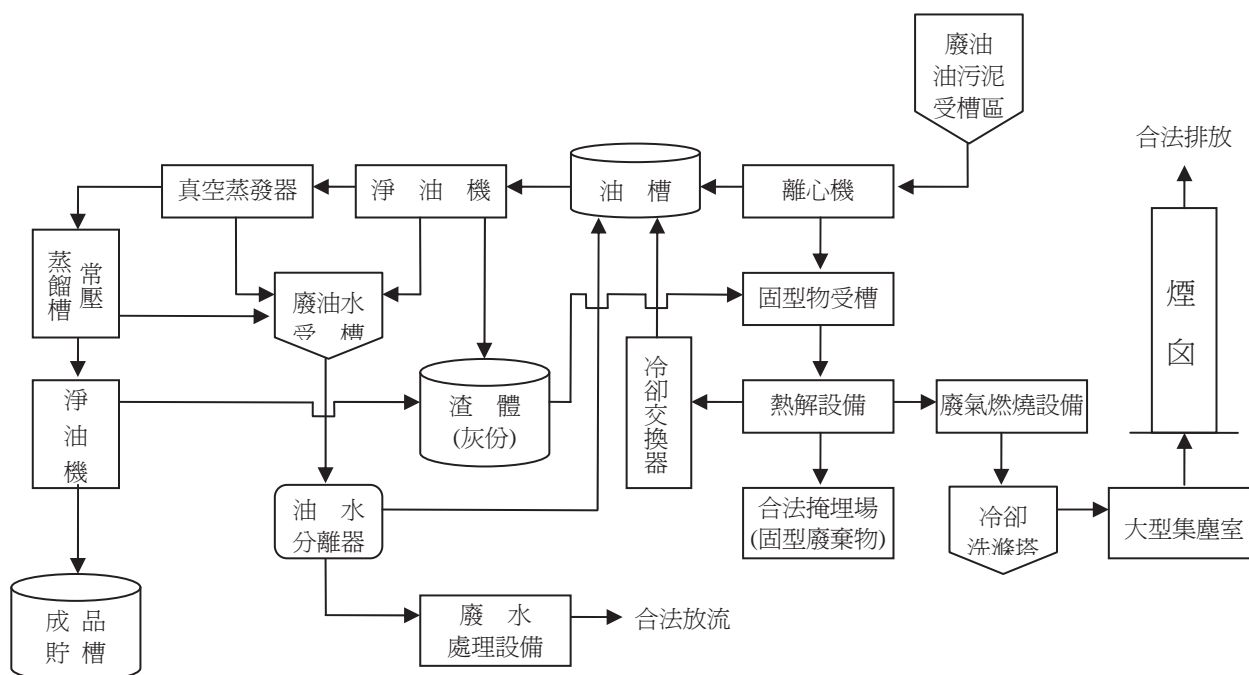 廢油
油污泥
受槽區
合法排放
真空蒸發器
淨 油 機
油 槽
離心機
常壓
蒸餾槽
廢油水
受 槽
固型物受槽
煙囪
淨油機
渣 體
(灰份)
冷卻交換器
熱解設備
廢氣燃燒設備
油 水
分離器
合法掩埋場
(固型廢棄物)
冷卻
洗滌塔
大型集塵室
成 品
貯 槽
廢 水
處理設備
合法放流